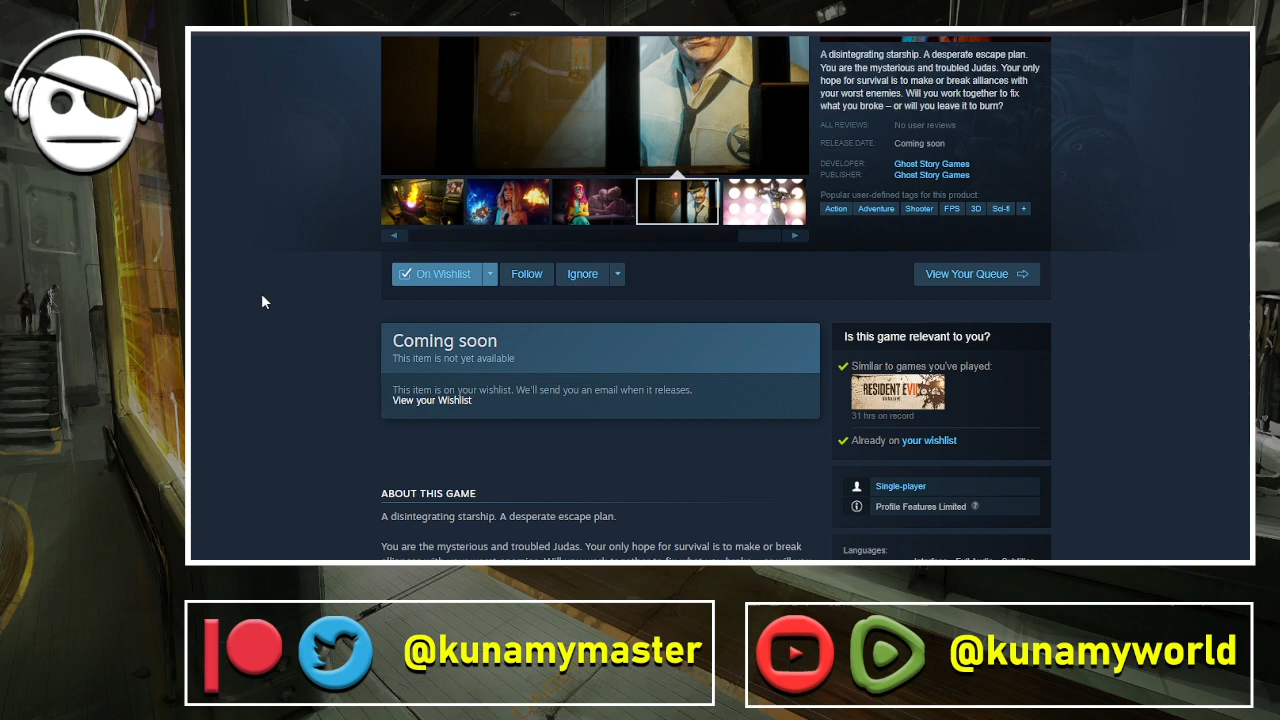 A disintegrating starship. A desperate escape plan.
You are the mysterious and troubled Judas. Your only
hope for survival is to make or break alliances with
your worst enemies. Will you work together to fix
what you broke – or will you leave it to burn?
ALL REVIEWS: No user reviews
RELEASE DATE: Coming soon
DEVELOPER: Ghost Story Games
PUBLISHER: Ghost Story Games
Popular user-defined tags for this product:
Action Adventure Shooter FPS 3D Sci-fi +
On Wishlist Follow Ignore View Your Queue
Coming soon
This item is not yet available
This item is on your wishlist. We'll send you an email when it releases.
View your Wishlist
Is this game relevant to you?
Similar to games you've played:
RESIDENT EVIL
31 hrs on record
Already on your wishlist
Single-player
Profile Features Limited ?
Languages:
ABOUT THIS GAME
A disintegrating starship. A desperate escape plan.
You are the mysterious and troubled Judas. Your only hope for survival is to make or break
@kunamymaster
@kunamyworld